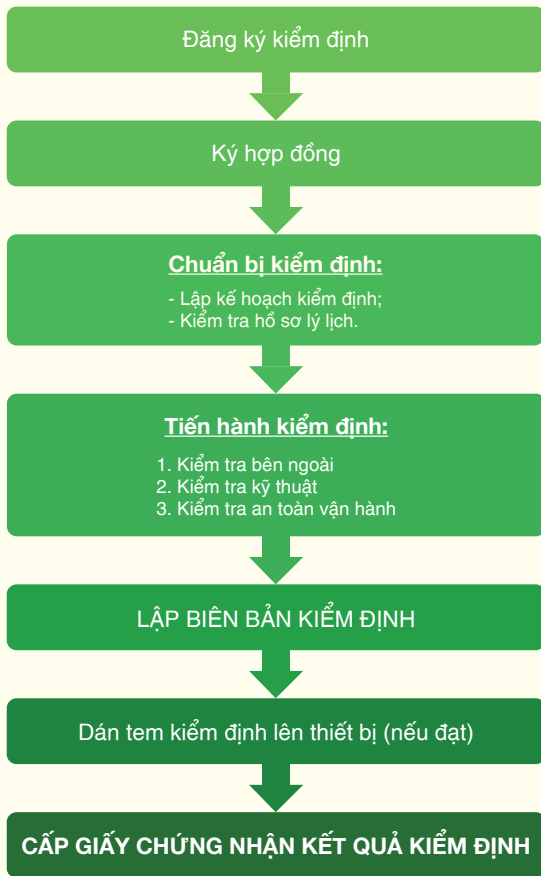 Đăng ký kiểm định
Ký hợp đồng
Chuẩn bị kiểm định:
- Lập kế hoạch kiểm định;
- Kiểm tra hồ sơ lý lịch.
Tiến hành kiểm định:
1. Kiểm tra bên ngoài
2. Kiểm tra kỹ thuật
3. Kiểm tra an toàn vận hành
LẬP BIÊN BẢN KIỂM ĐỊNH
Dán tem kiểm định lên thiết bị (nếu đạt)
CẤP GIẤY CHỨNG NHẬN KẾT QUẢ KIỂM ĐỊNH